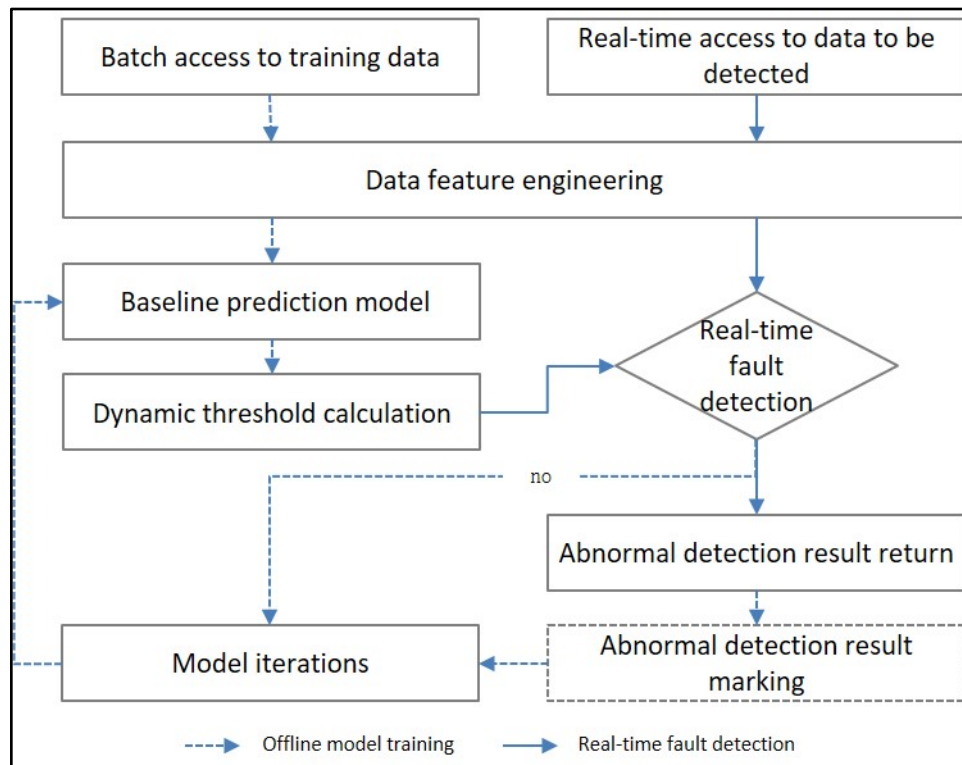 Batch access to training data
Real-time access to data to be
detected
Data feature engineering
Baseline prediction model
Real-time
fault
detection
Dynamic threshold calculation
no
Abnormal detection result return
Model iterations
Abnormal detection result
marking
Offline model training
Real-time fault detection